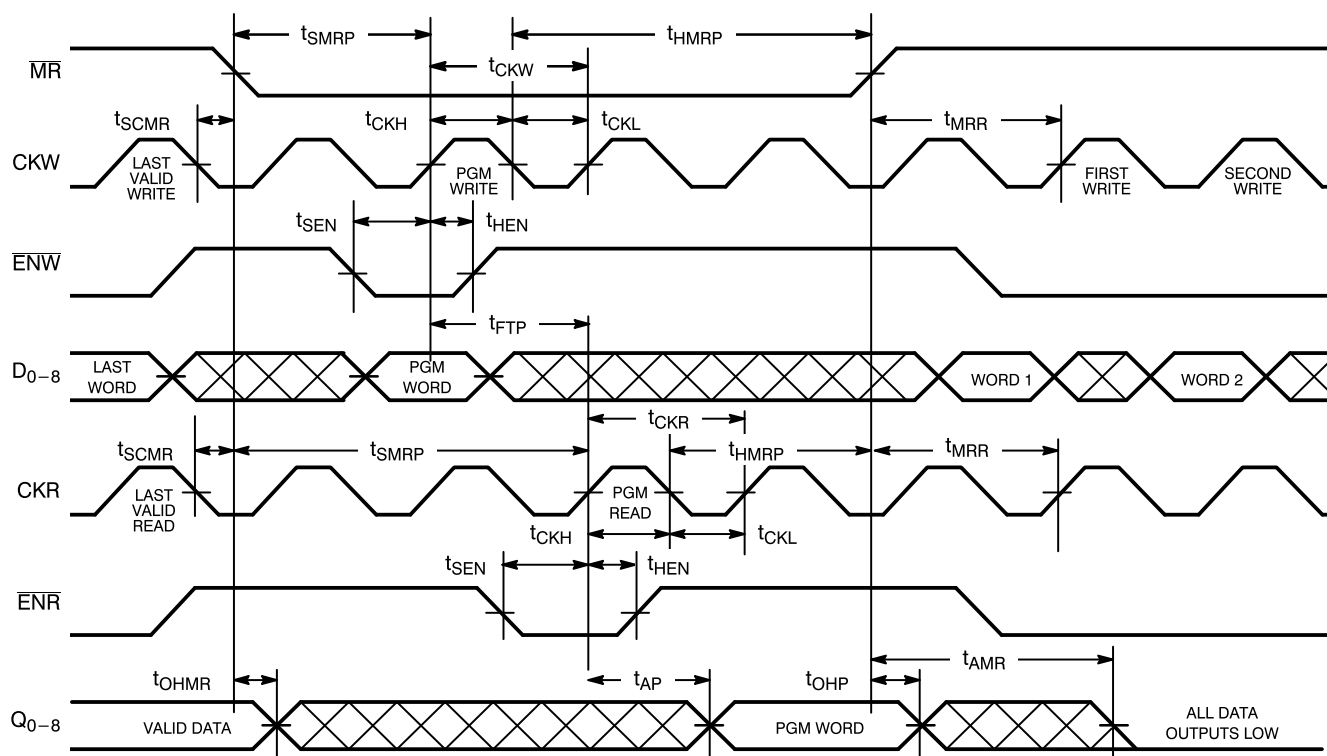 tSMRP tHMRP
MR
tCKW
tSCMR tCKH tCKL tMRR
CKW LAST VALID WRITE PGM WRITE FIRST WRITE SECOND WRITE
tSEN tHEN
ENW
tFTP
D0–8 LAST WORD PGM WORD WORD 1 WORD 2
tCKR
tSCMR tSMRP tHMRP tMRR
CKR LAST VALID READ PGM READ
tCKH tCKL
tSEN tHEN
ENR
tAMR
tOHMR tAP tOHP
Q0–8 VALID DATA PGM WORD ALL DATA OUTPUTS LOW